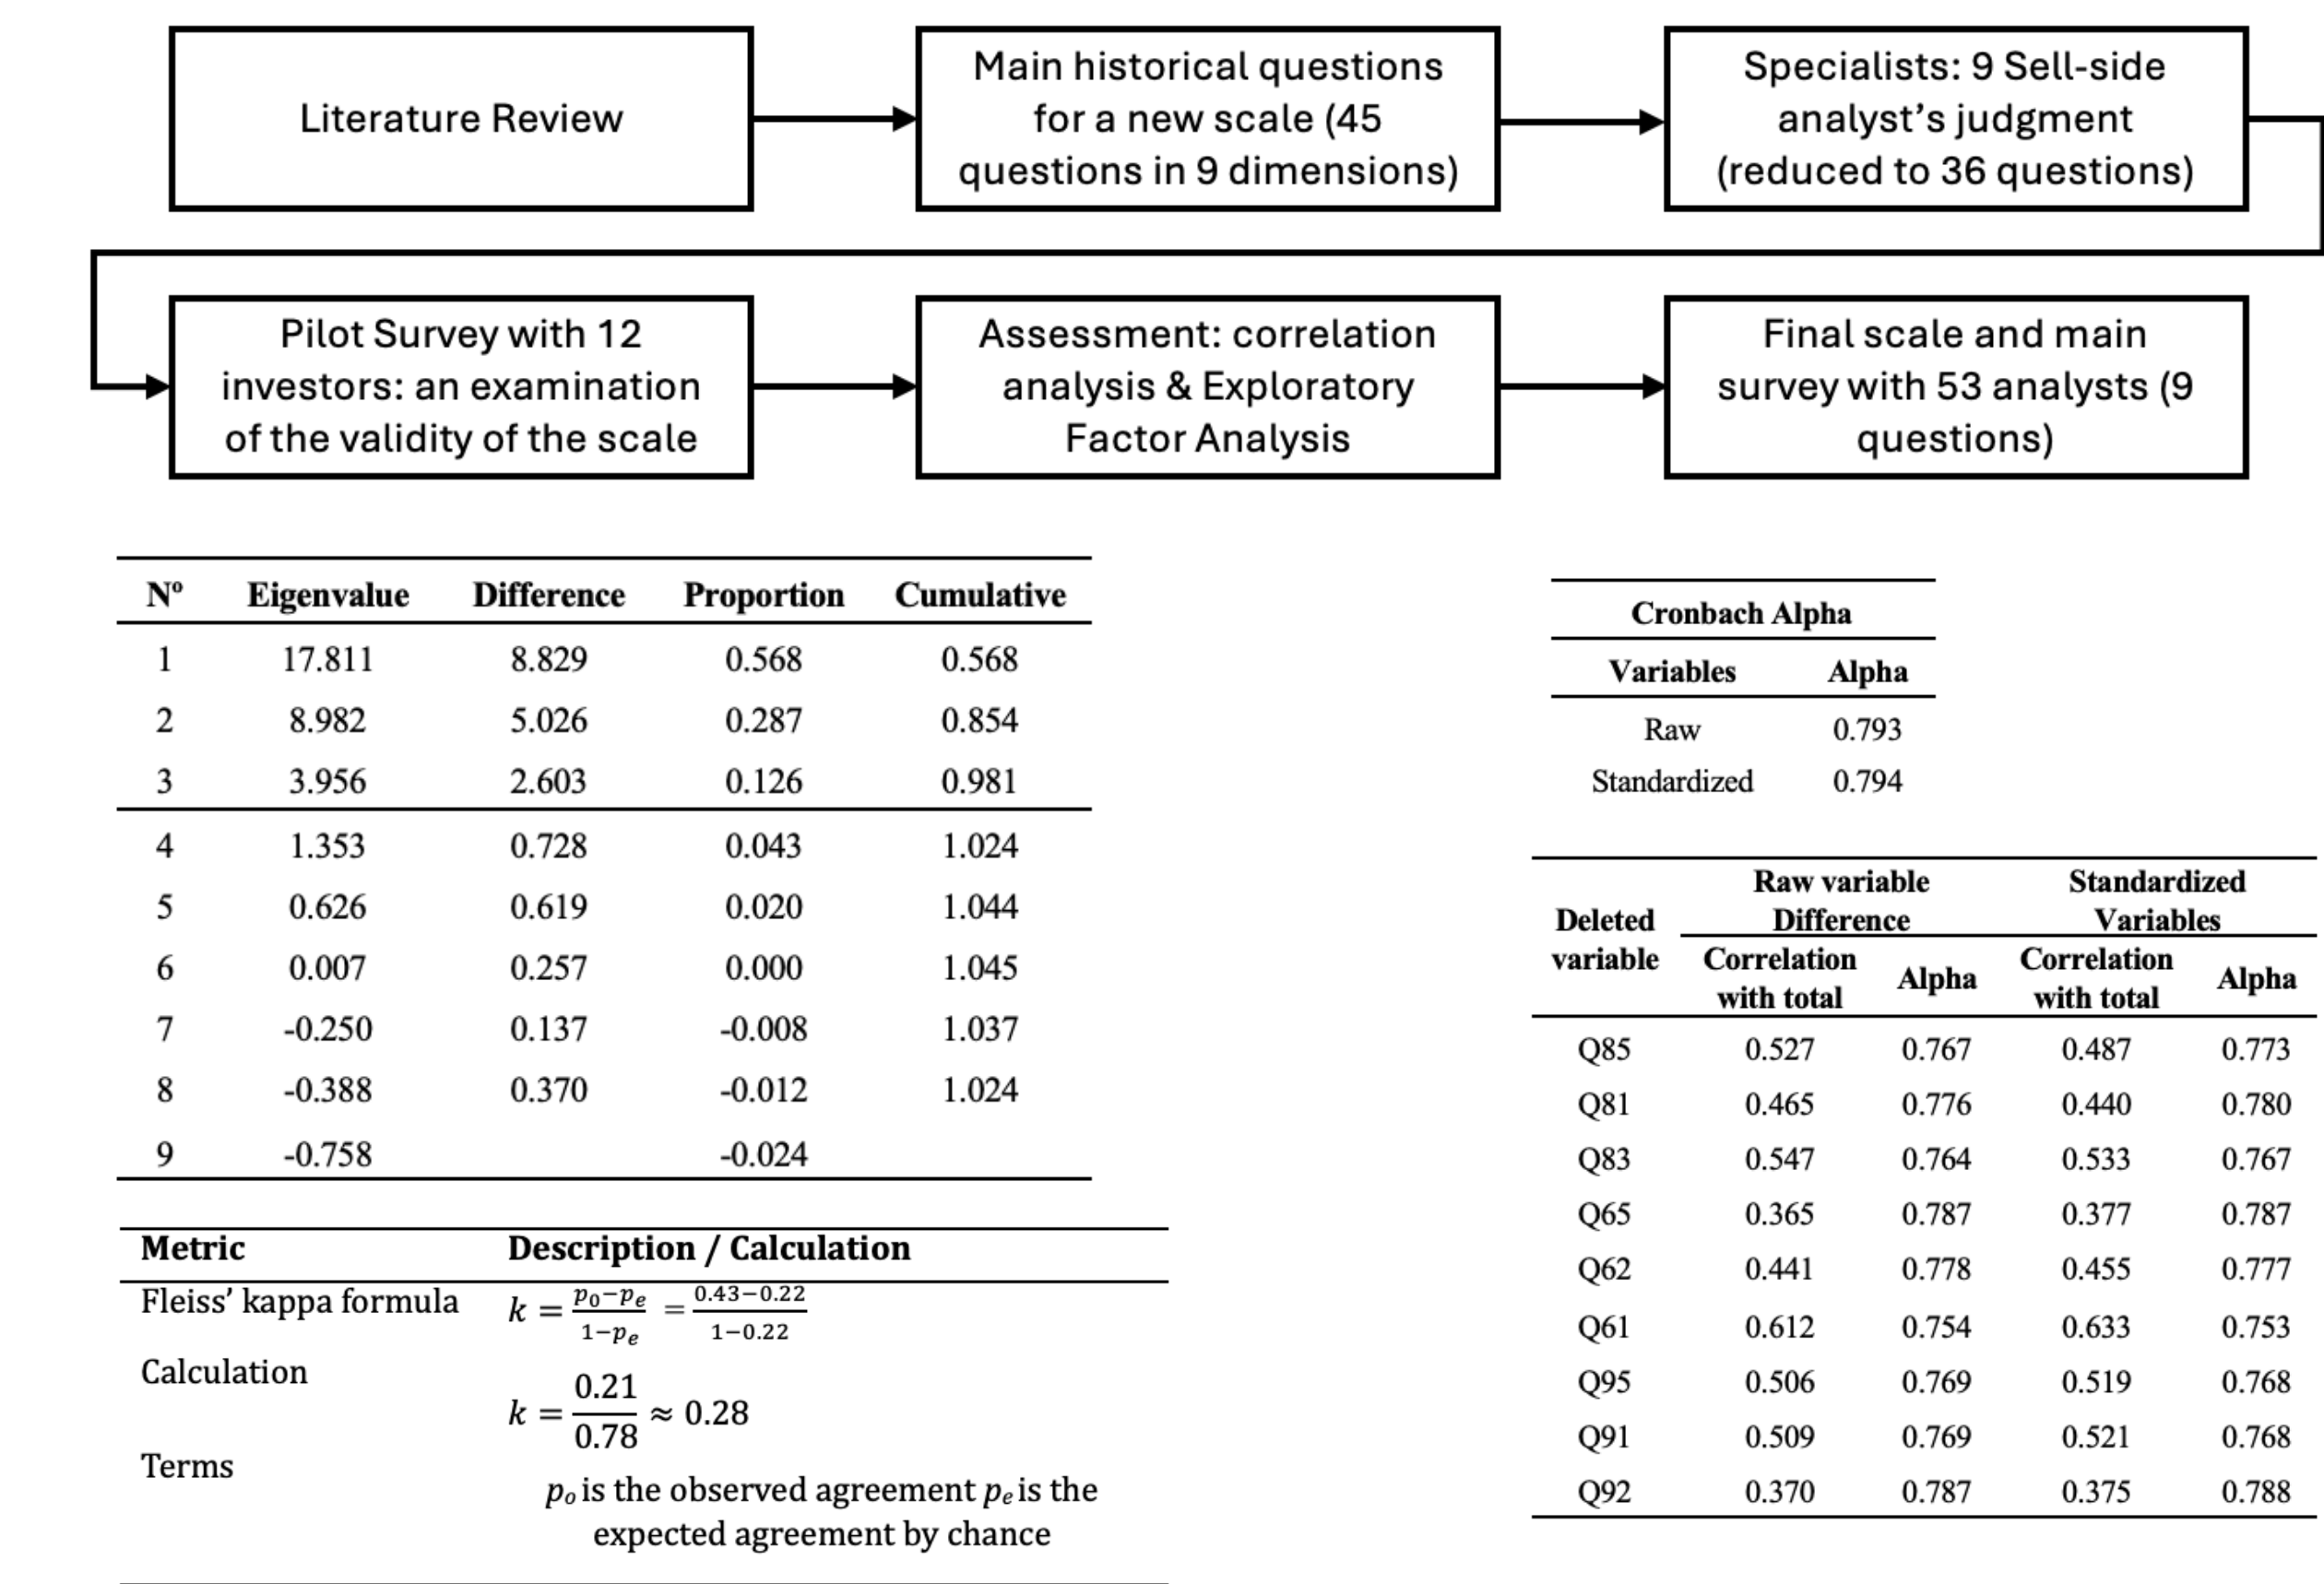 Literature Review
Main historical questions
for a new scale (45
questions in 9 dimensions)
Specialists: 9 Sell-side
analyst's judgment
(reduced to 36 questions)
Pilot Survey with 12
investors: an examination
of the validity of the scale
Assessment: correlation
analysis & Exploratory
Factor Analysis
Final scale and main
survey with 53 analysts (9
questions)
Nº Eigenvalue Difference Proportion Cumulative
1 17.811 8.829 0.568 0.568
2 8.982 5.026 0.287 0.854
3 3.956 2.603 0.126 0.981
4 1.353 0.728 0.043 1.024
5 0.626 0.619 0.020 1.044
6 0.007 0.257 0.000 1.045
7 -0.250 0.137 -0.008 1.037
8 -0.388 0.370 -0.012 1.024
9 -0.758 -0.024
Metric Description / Calculation
Fleiss' kappa formula k = (p₀−pₑ)/(1−pₑ) = (0.43−0.22)/(1−0.22)
Calculation k = 0.21/0.78 ≈ 0.28
Terms
pₒ is the observed agreement pₑ is the
expected agreement by chance
Cronbach Alpha
Variables Alpha
Raw 0.793
Standardized 0.794
Deleted variable
Raw variable Difference
Standardized Variables
Correlation with total Alpha Correlation with total Alpha
Q85 0.527 0.767 0.487 0.773
Q81 0.465 0.776 0.440 0.780
Q83 0.547 0.764 0.533 0.767
Q65 0.365 0.787 0.377 0.787
Q62 0.441 0.778 0.455 0.777
Q61 0.612 0.754 0.633 0.753
Q95 0.506 0.769 0.519 0.768
Q91 0.509 0.769 0.521 0.768
Q92 0.370 0.787 0.375 0.788